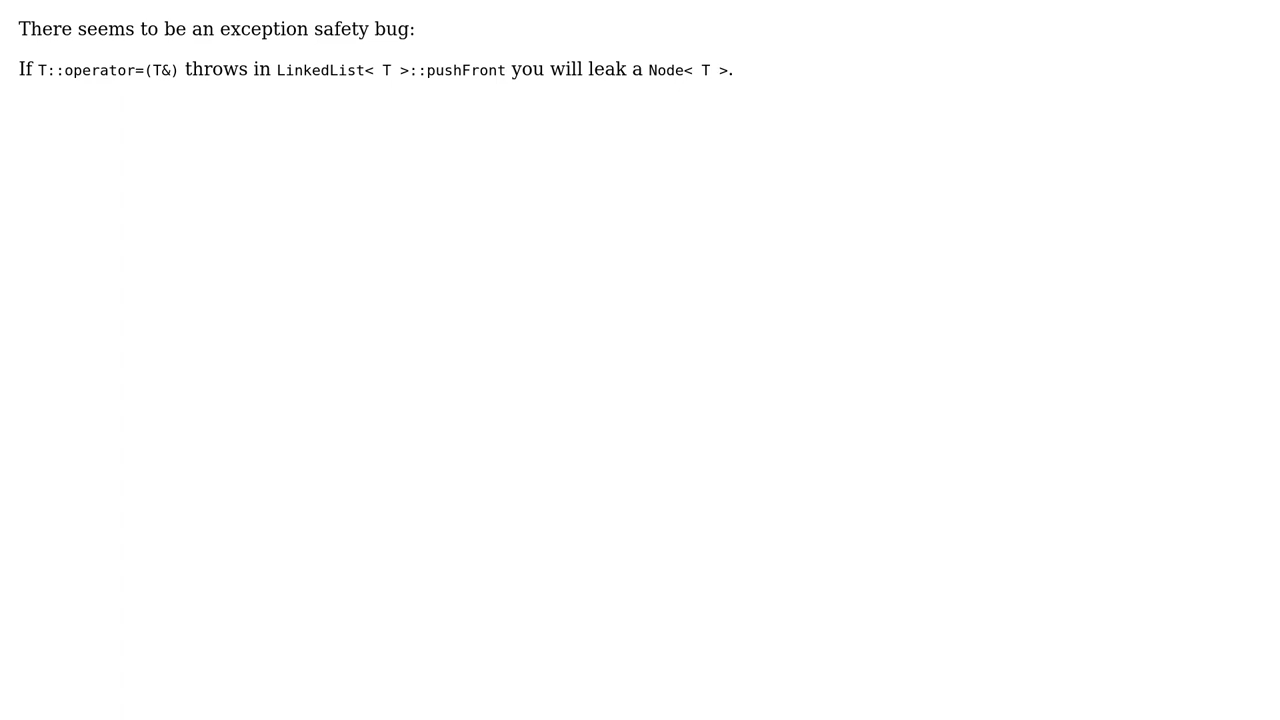 There seems to be an exception safety bug:
If T::operator=(T&) throws in LinkedList< T >::pushFront you will leak a Node< T >.